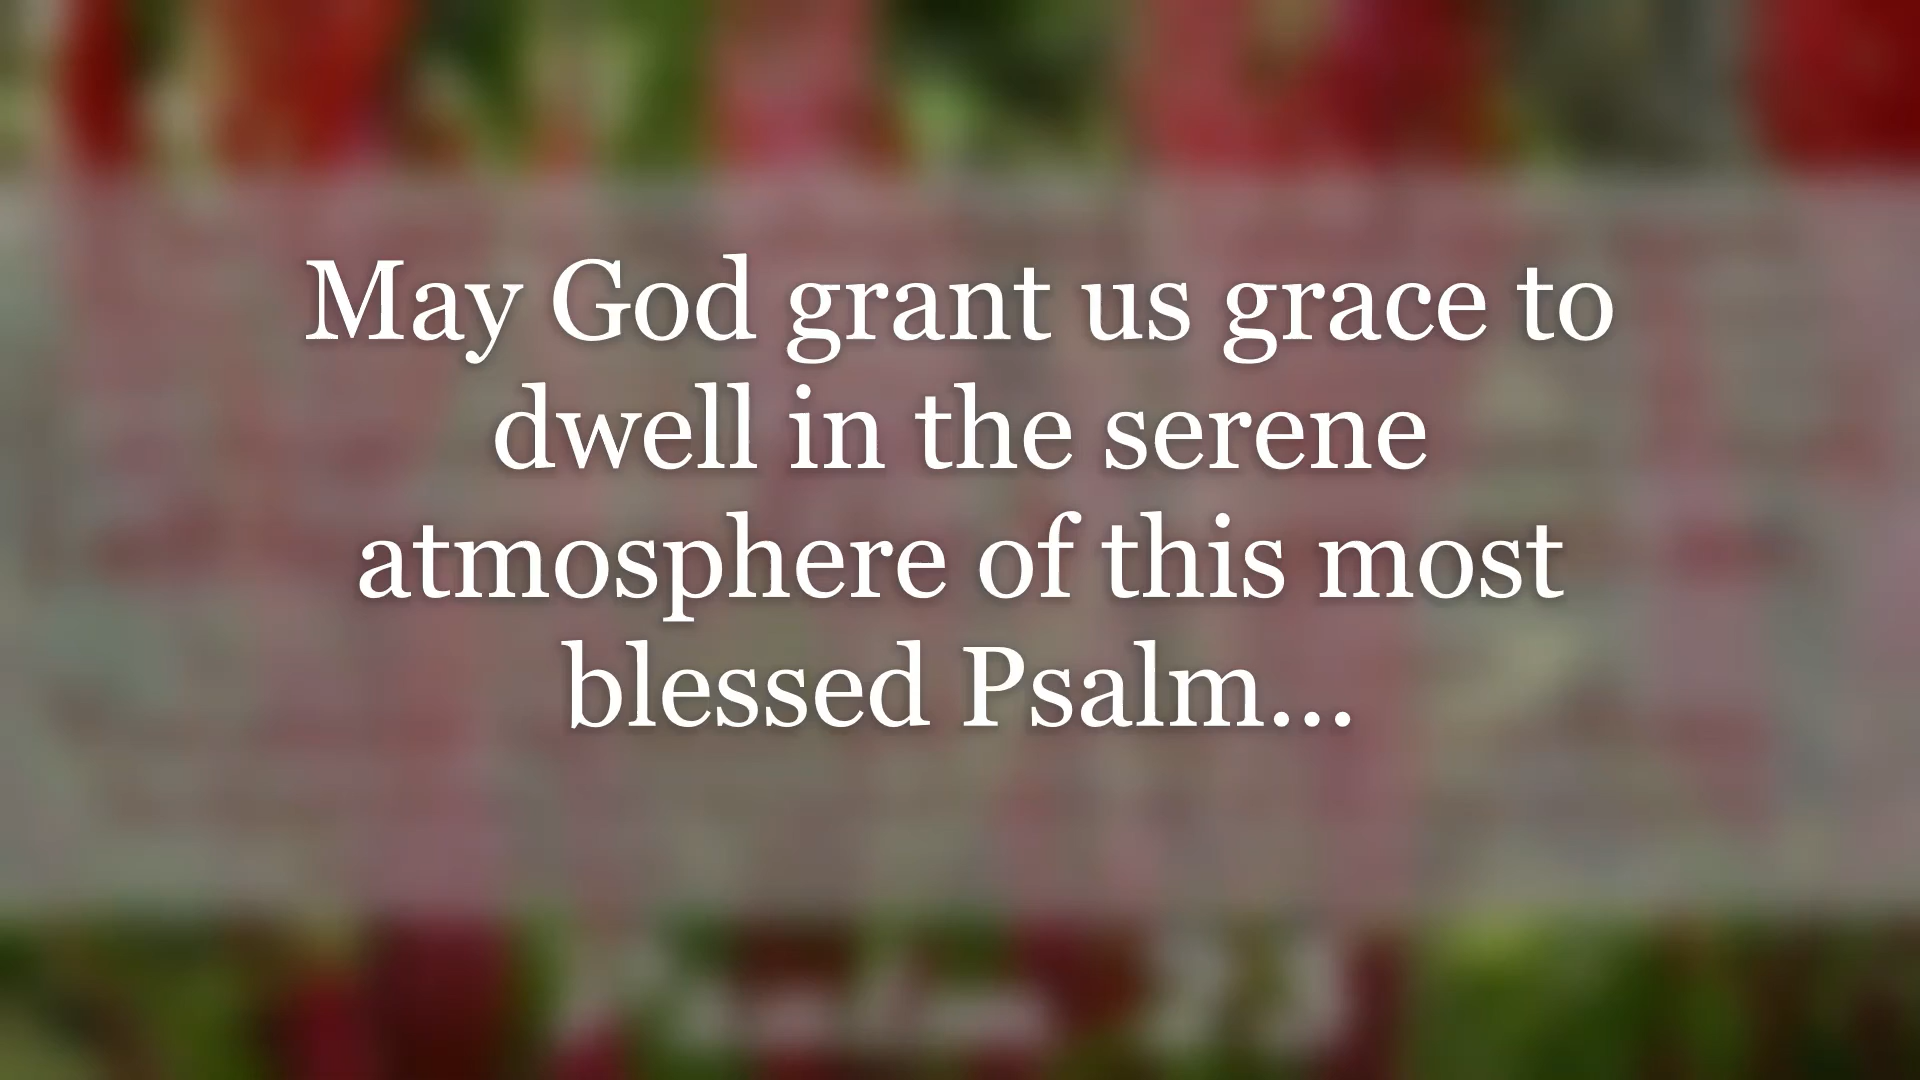 May God grant us grace to
dwell in the serene
atmosphere of this most
blessed Psalm...